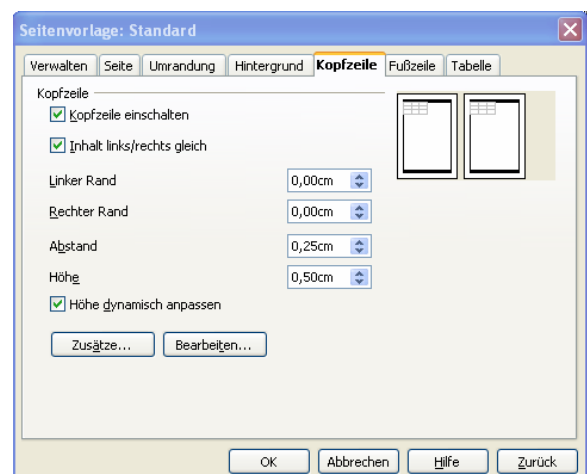 Seitenvorlage: Standard
Verwalten Seite Umrandung Hintergrund Kopfzeile Fußzeile Tabelle
Kopfzeile
Kopfzeile einschalten
Inhalt links/rechts gleich
Linker Rand 0,00cm
Rechter Rand 0,00cm
Abstand 0,25cm
Höhe 0,50cm
Höhe dynamisch anpassen
Zusätze... Bearbeiten...
OK Abbrechen Hilfe Zurück